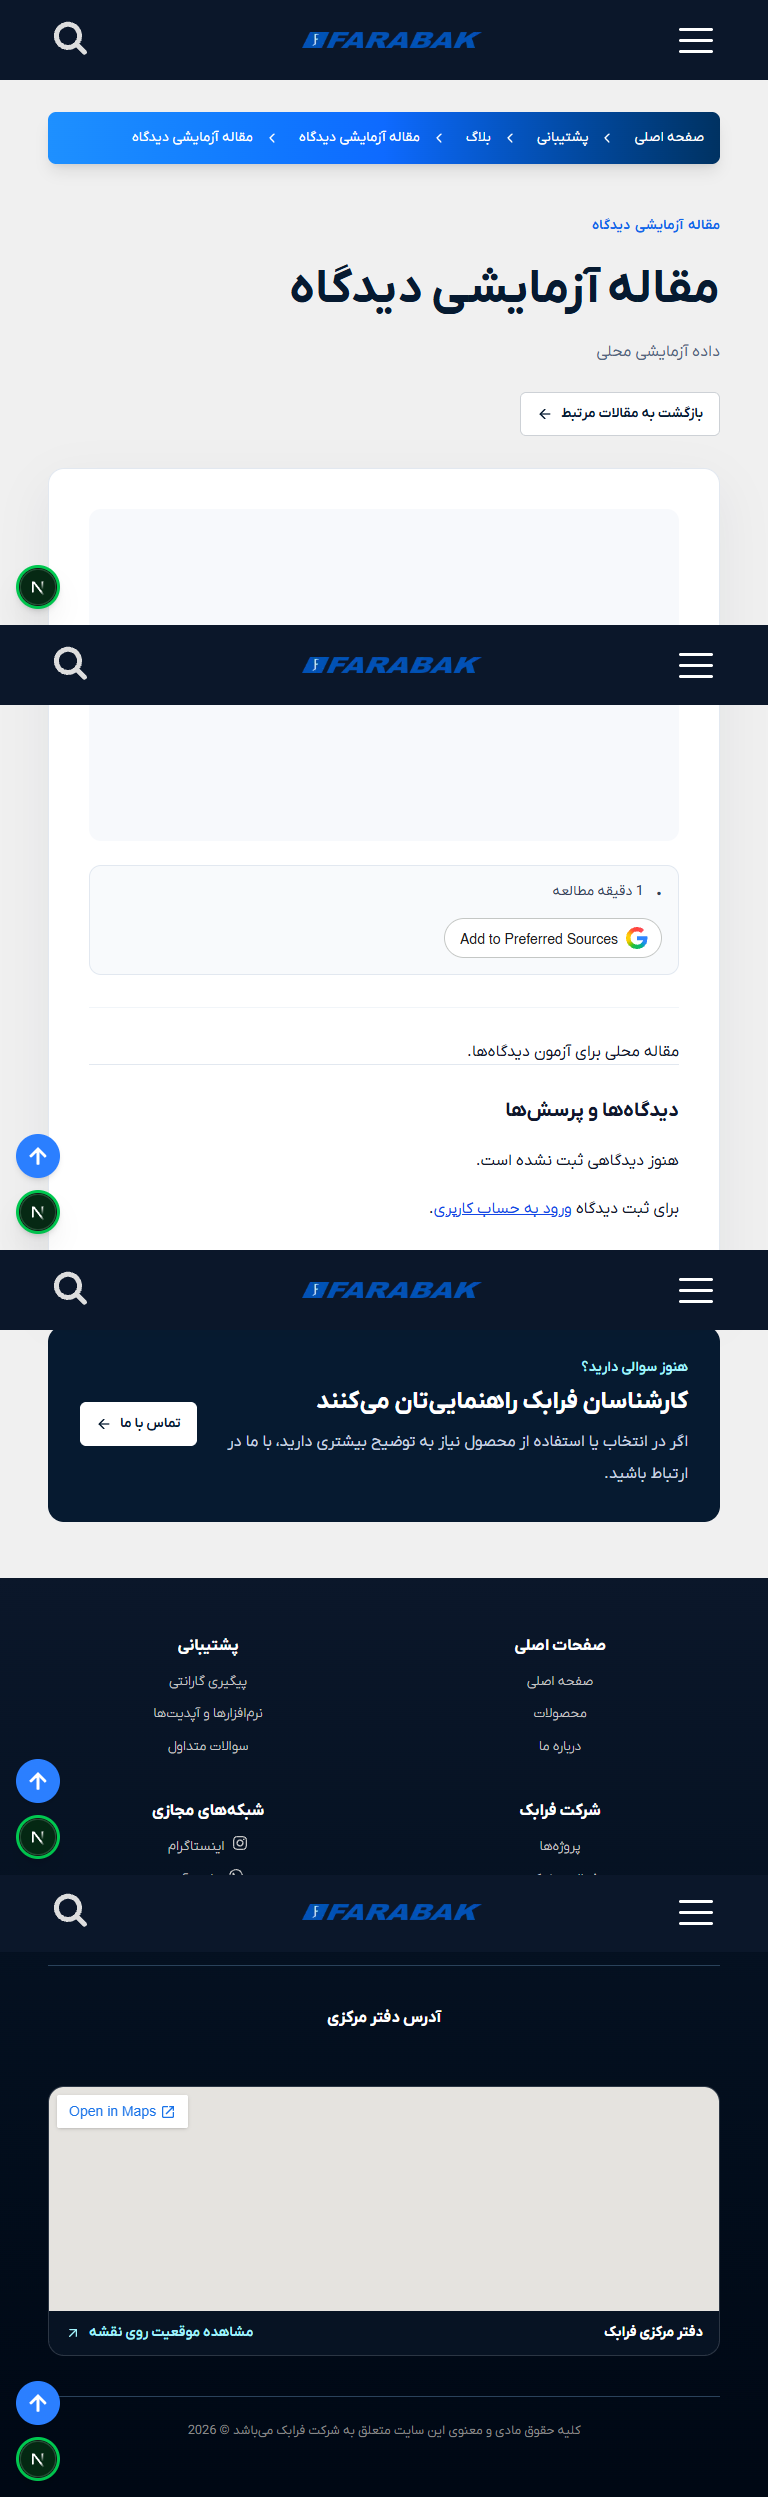 FARABAK
صفحه اصلی
پشتیبانی
بلاگ
مقاله آزمایشی دیدگاه
مقاله آزمایشی دیدگاه
مقاله آزمایشی دیدگاه
مقاله آزمایشی دیدگاه
داده آزمایشی محلی
بازگشت به مقالات مرتبط
N
FARABAK
• 1 دقیقه مطالعه
Add to Preferred Sources
مقاله محلی برای آزمون دیدگاه‌ها.
دیدگاه‌ها و پرسش‌ها
هنوز دیدگاهی ثبت نشده است.
برای ثبت دیدگاه ورود به حساب کاربری.
N
FARABAK
هنوز سوالی دارید؟
کارشناسان فرابک راهنمایی‌تان می‌کنند
اگر در انتخاب یا استفاده از محصول نیاز به توضیح بیشتری دارید، با ما در
ارتباط باشید.
تماس با ما
صفحات اصلی
صفحه اصلی
محصولات
درباره ما
پشتیبانی
پیگیری گارانتی
نرم‌افزارها و آپدیت‌ها
سوالات متداول
شرکت فرابک
پروژه‌ها
شبکه‌های مجازی
اینستاگرام
N
FARABAK
آدرس دفتر مرکزی
Open in Maps
دفتر مرکزی فرابک
مشاهده موقعیت روی نقشه
کلیه حقوق مادی و معنوی این سایت متعلق به شرکت فرابک می‌باشد © 2026
N